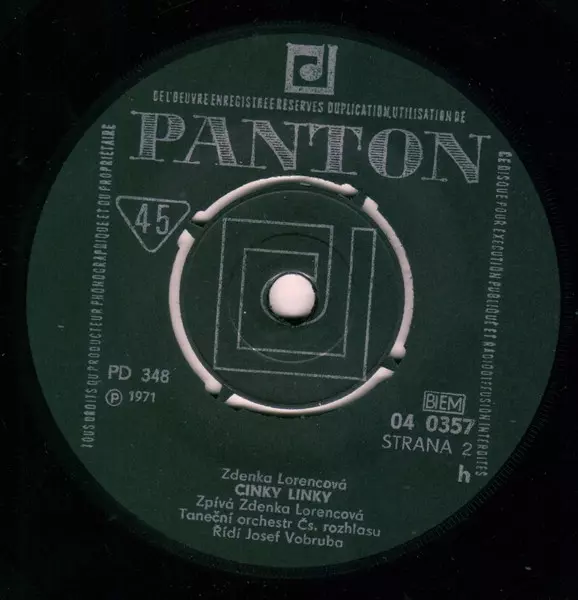 DE L'OEUVRE ENREGISTREE RESERVES DUPLICATION, UTILISATION DE
PANTON
TOUS DROITS DU PRODUCTEUR PHONOGRAPHIQUE ET DU PROPRIETAIRE
CE DISQUE POUR EXECUTION PUBLIQUE ET RADIODIFFUSION INTERDITES
45
PD 348
℗ 1971
BIEM
04 0357
STRANA 2
h
Zdenka Lorencová
CINKY LINKY
Zpívá Zdenka Lorencová
Taneční orchestr Čs. rozhlasu
Řídí Josef Vobruba